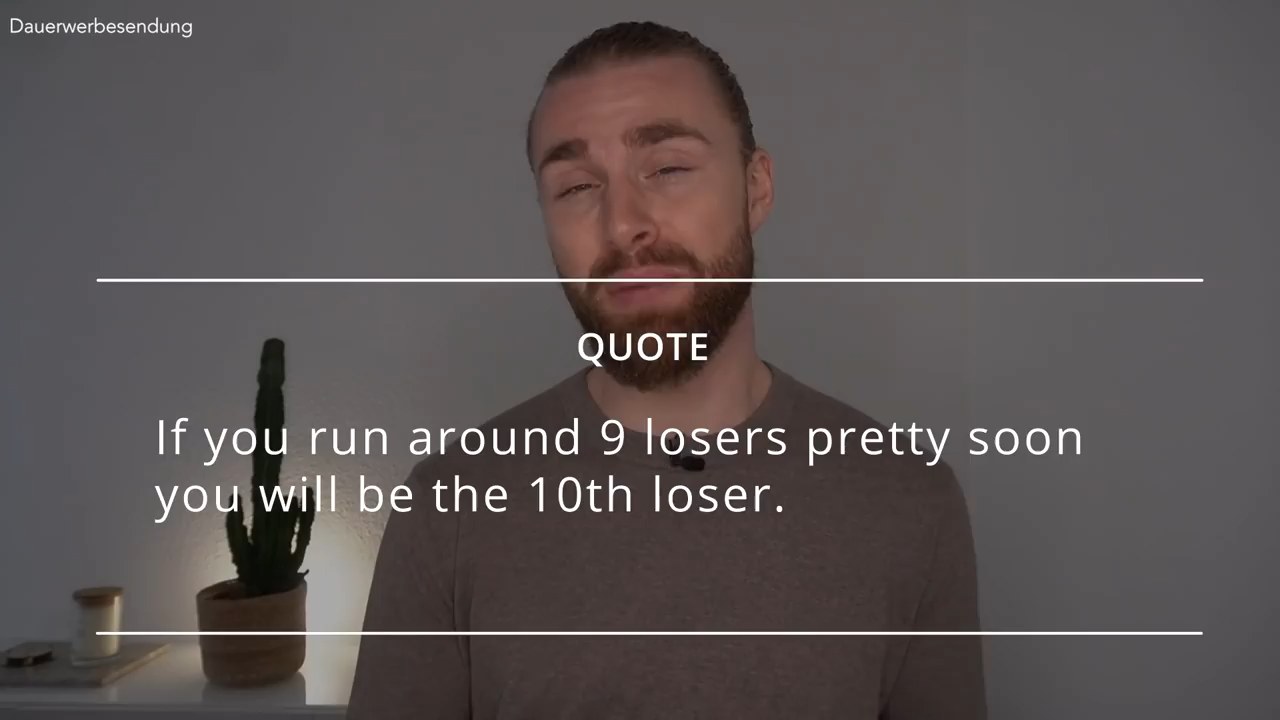 Dauerwerbesendung
QUOTE
If you run around 9 losers pretty soon
you will be the 10th loser.